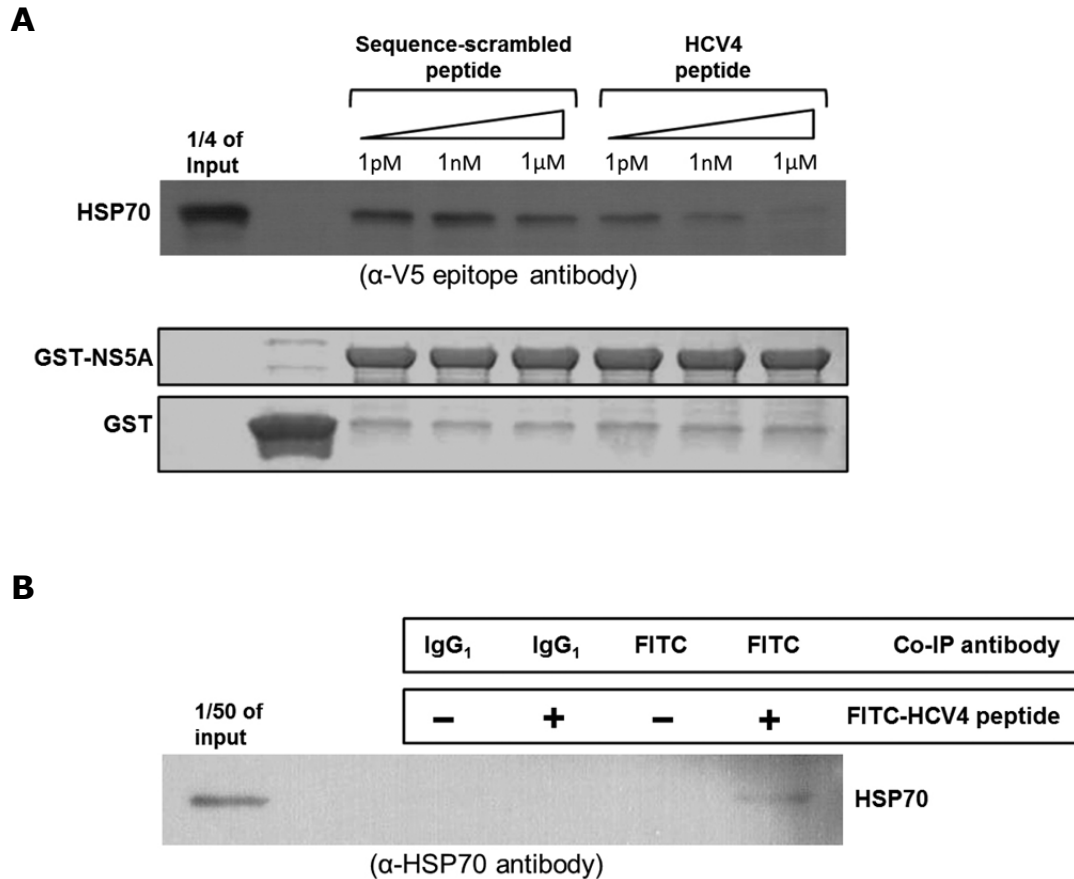 A
Sequence-scrambled
peptide
HCV4
peptide
1/4 of
Input
1pM 1nM 1μM 1pM 1nM 1μM
HSP70
(α-V5 epitope antibody)
GST-NS5A
GST
B
IgG₁ IgG₁ FITC FITC Co-IP antibody
1/50 of
input
− + − + FITC-HCV4 peptide
HSP70
(α-HSP70 antibody)